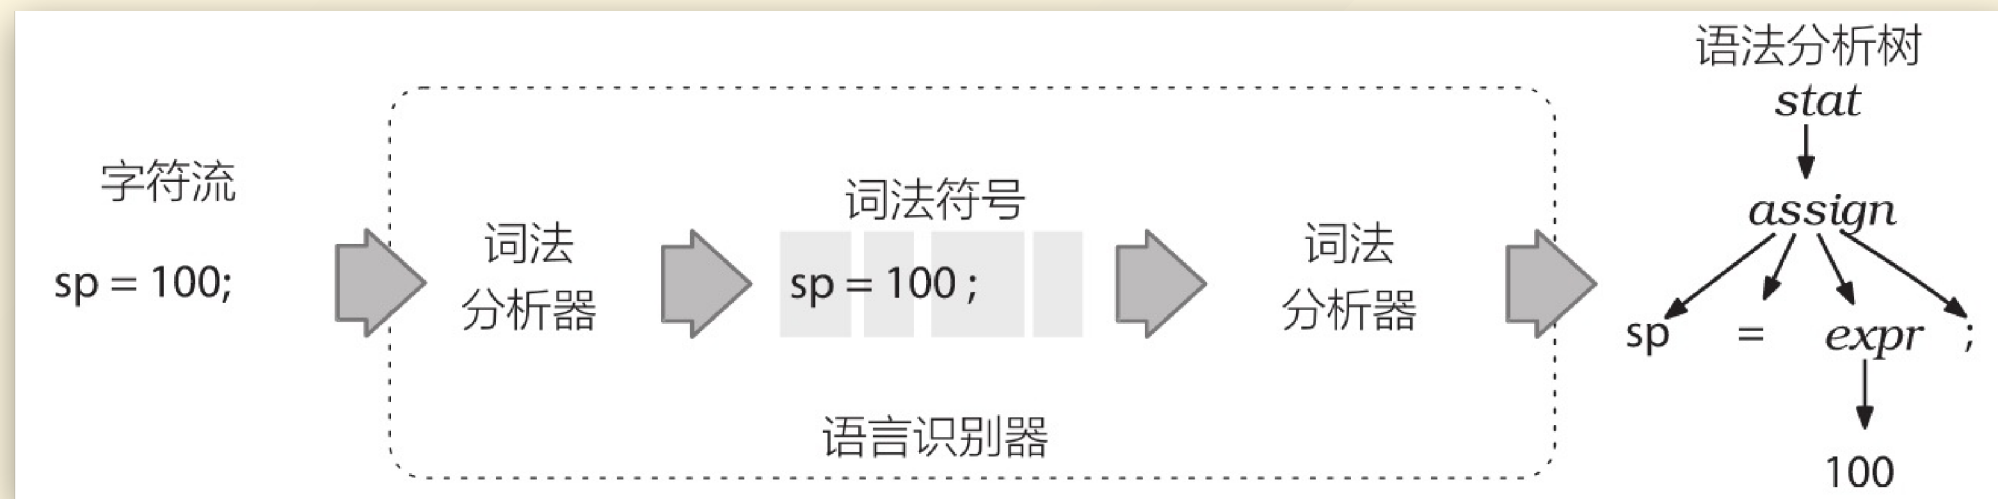 字符流
sp = 100;
词法
分析器
词法符号
sp = 100 ;
词法
分析器
语言识别器
语法分析树
stat
assign
sp = expr ;
100